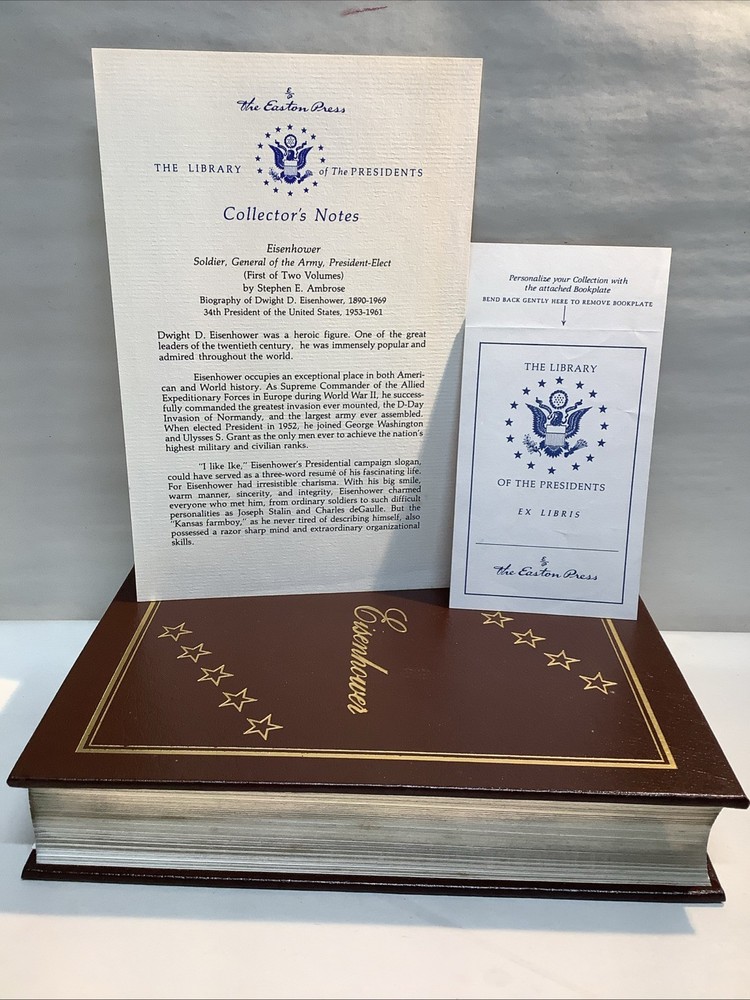 The Easton Press
THE LIBRARY of The PRESIDENTS
Collector's Notes
Eisenhower
Soldier, General of the Army, President-Elect
(First of Two Volumes)
by Stephen E. Ambrose
Biography of Dwight D. Eisenhower, 1890-1969
34th President of the United States, 1953-1961
Dwight D. Eisenhower was a heroic figure. One of the great
leaders of the twentieth century, he was immensely popular and
admired throughout the world.
Eisenhower occupies an exceptional place in both Ameri-
can and World history. As Supreme Commander of the Allied
Expeditionary Forces in Europe during World War II, he success-
fully commanded the greatest invasion ever mounted, the D-Day
Invasion of Normandy, and the largest army ever assembled.
When elected President in 1952, he joined George Washington
and Ulysses S. Grant as the only men ever to achieve the nation's
highest military and civilian ranks.
"I like Ike," Eisenhower's Presidential campaign slogan,
could have served as a three-word resumé of his fascinating life.
For Eisenhower had irresistible charisma. With his big smile,
warm manner, sincerity, and integrity, Eisenhower charmed
everyone who met him, from ordinary soldiers to such difficult
personalities as Joseph Stalin and Charles deGaulle. But the
"Kansas farmboy," as he never tired of describing himself, also
possessed a razor sharp mind and extraordinary organizational
skills.
Personalize your Collection with
the attached Bookplate
BEND BACK GENTLY HERE TO REMOVE BOOKPLATE
THE LIBRARY
OF THE PRESIDENTS
EX LIBRIS
The Easton Press
Eisenhower